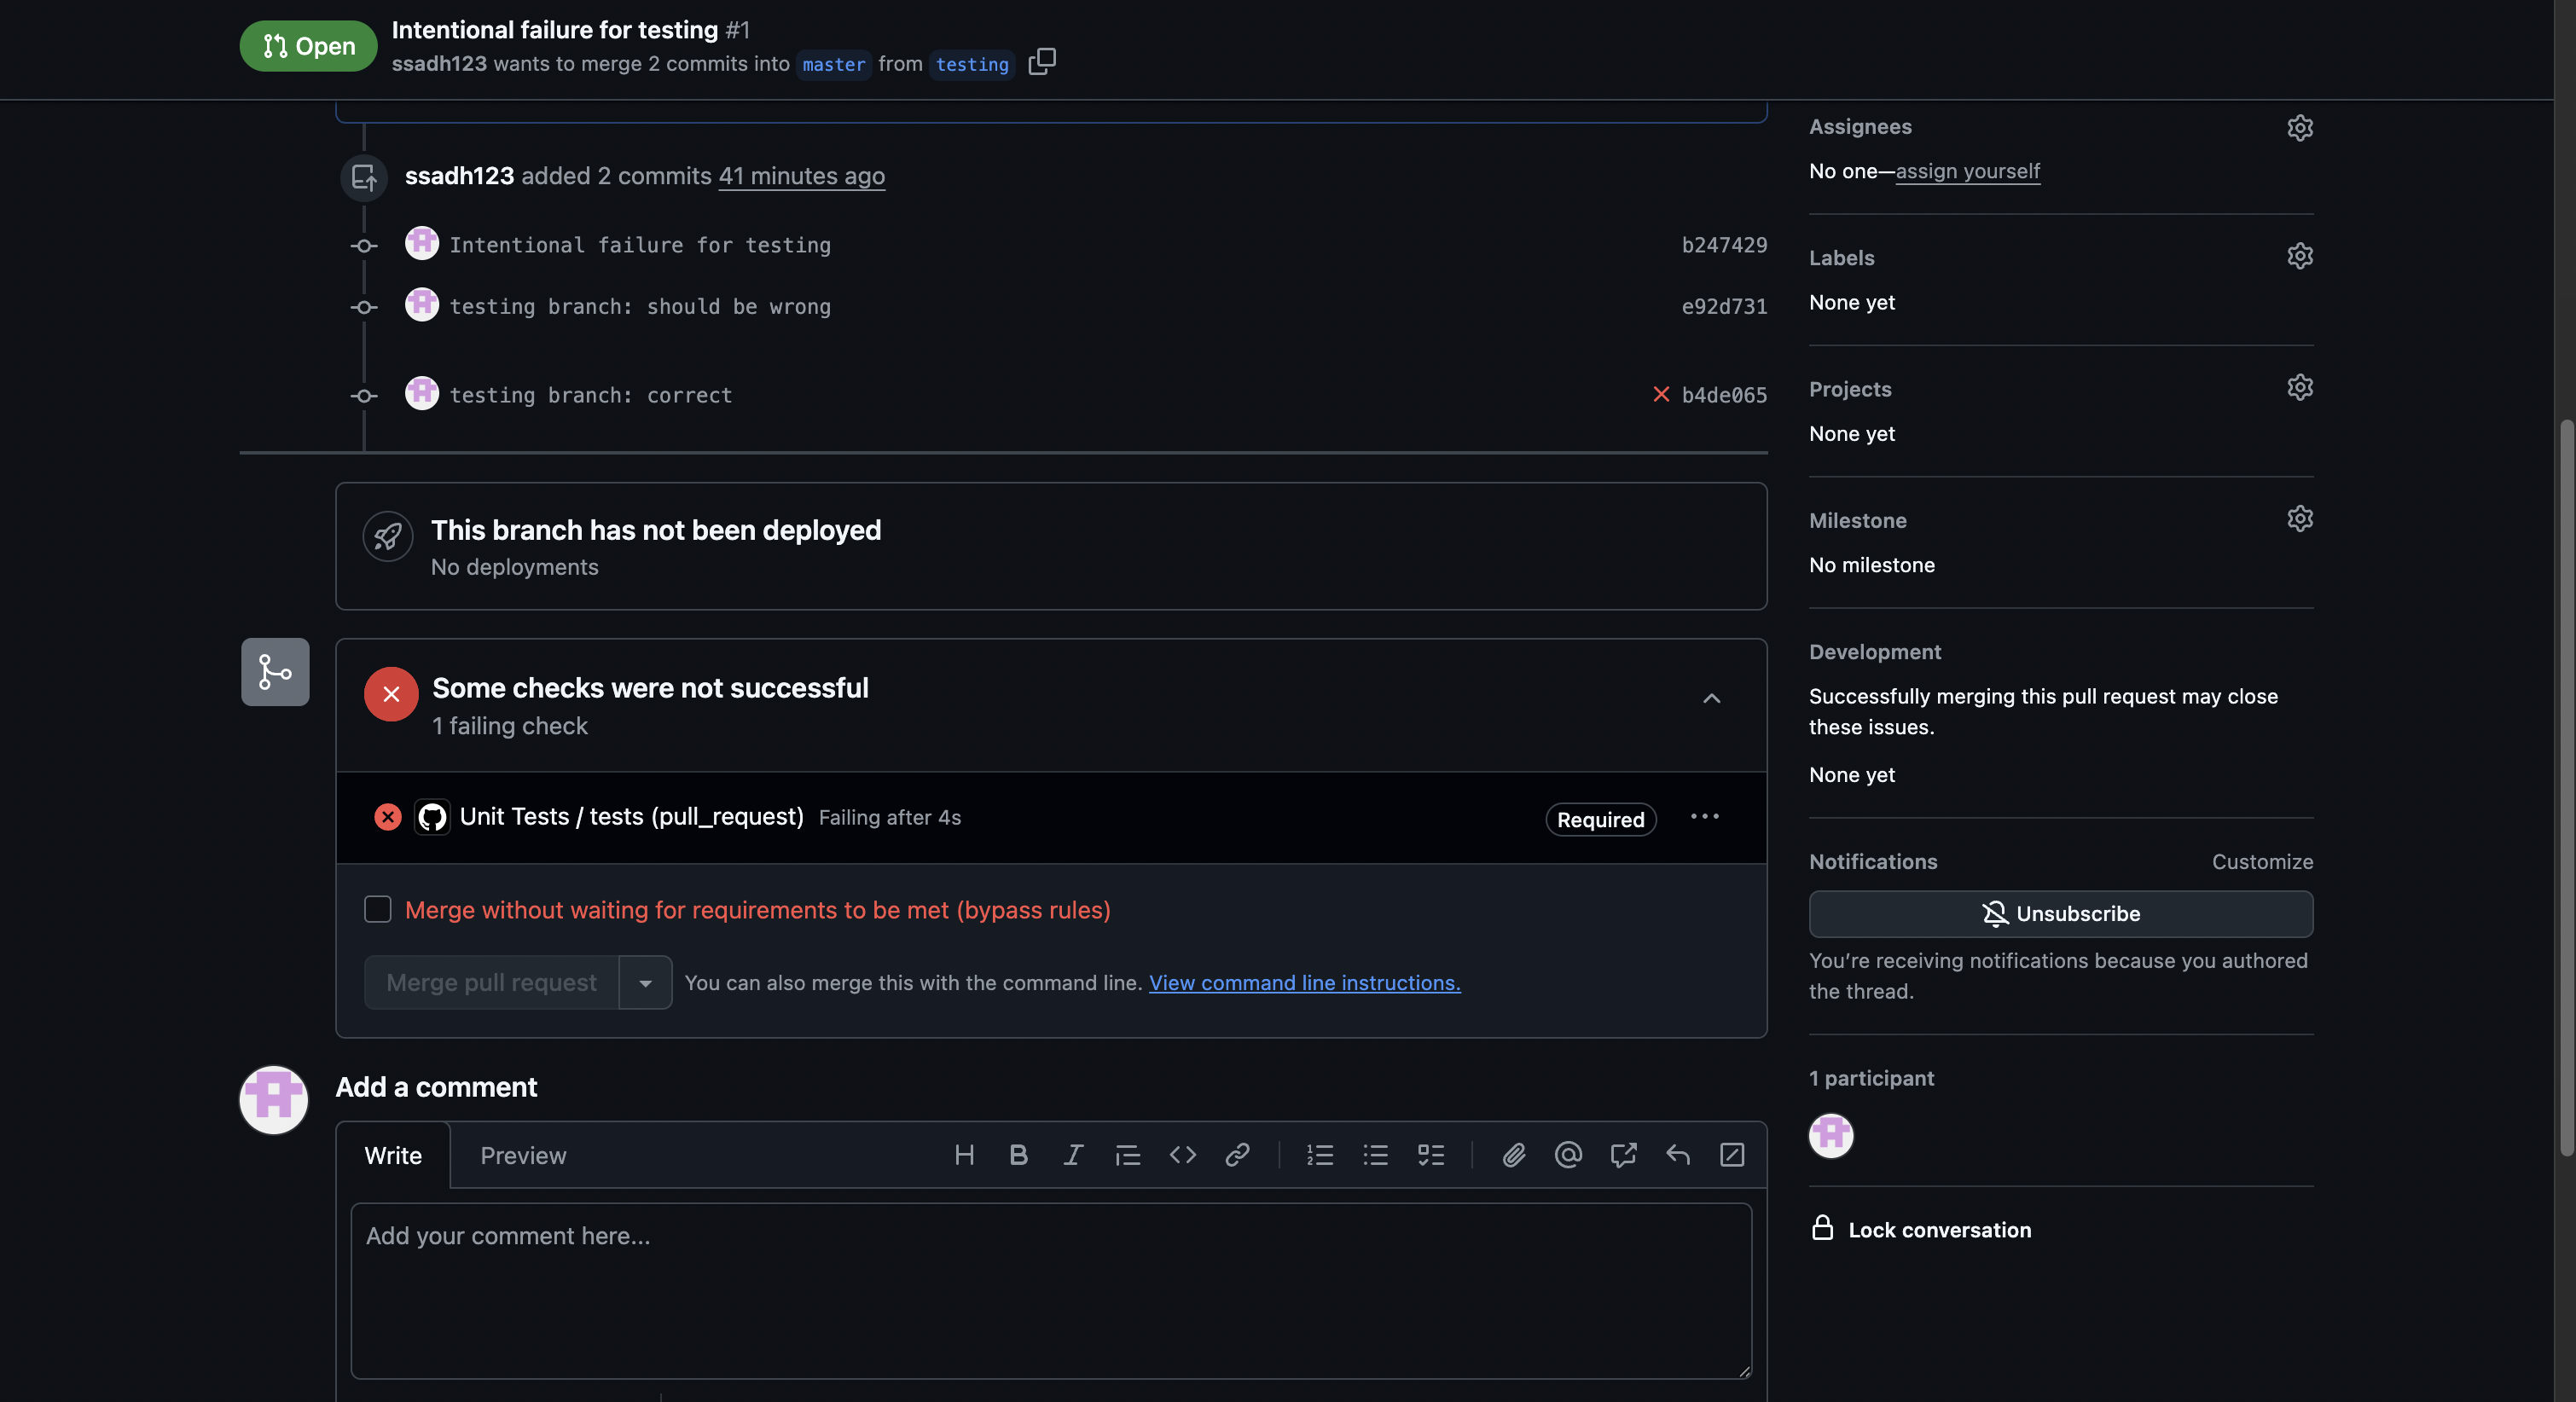 Open
Intentional failure for testing #1
ssadh123 wants to merge 2 commits into master from testing
ssadh123 added 2 commits 41 minutes ago
Intentional failure for testing b247429
testing branch: should be wrong e92d731
testing branch: correct b4de065
This branch has not been deployed
No deployments
Some checks were not successful
1 failing check
Unit Tests / tests (pull_request) Failing after 4s Required
Merge without waiting for requirements to be met (bypass rules)
Merge pull request You can also merge this with the command line. View command line instructions.
Add a comment
Write Preview
Add your comment here...
Assignees
No one—assign yourself
Labels
None yet
Projects
None yet
Milestone
No milestone
Development
Successfully merging this pull request may close
these issues.
None yet
Notifications Customize
Unsubscribe
You’re receiving notifications because you authored
the thread.
1 participant
Lock conversation